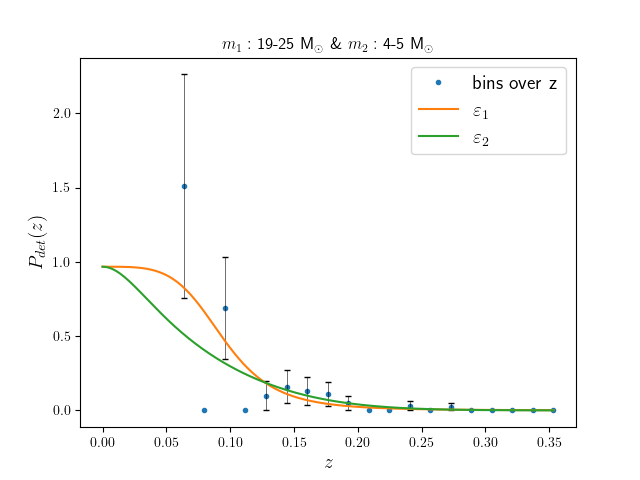 m₁ : 19-25 M⊙ & m₂ : 4-5 M⊙
bins over z
ε₁
ε₂
P_det(z)
2.0
1.5
1.0
0.5
0.0
0.00 0.05 0.10 0.15 0.20 0.25 0.30 0.35
z